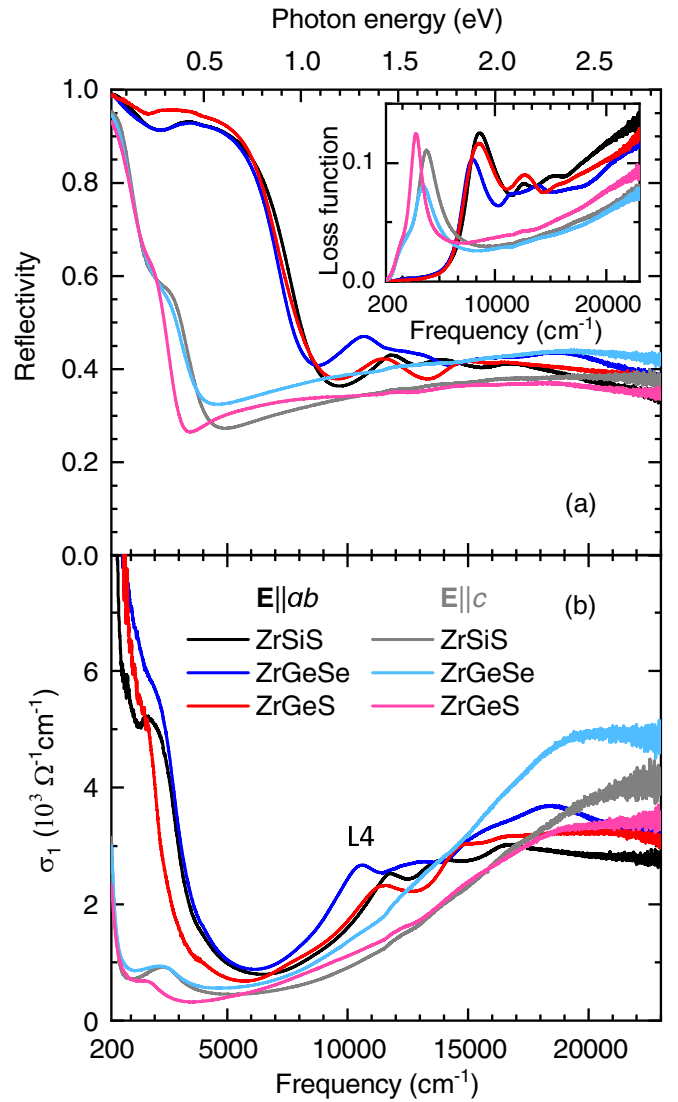 Photon energy (eV)
0.5 1.0 1.5 2.0 2.5
1.0
0.8
0.6
0.4
0.2
0.0
Reflectivity
Loss function
0.1
0.0
200 10000 20000
Frequency (cm⁻¹)
(a)
(b)
E||ab E||c
ZrSiS ZrSiS
ZrGeSe ZrGeSe
ZrGeS ZrGeS
L4
σ₁ (10³ Ω⁻¹cm⁻¹)
6
4
2
0
200 5000 10000 15000 20000
Frequency (cm⁻¹)